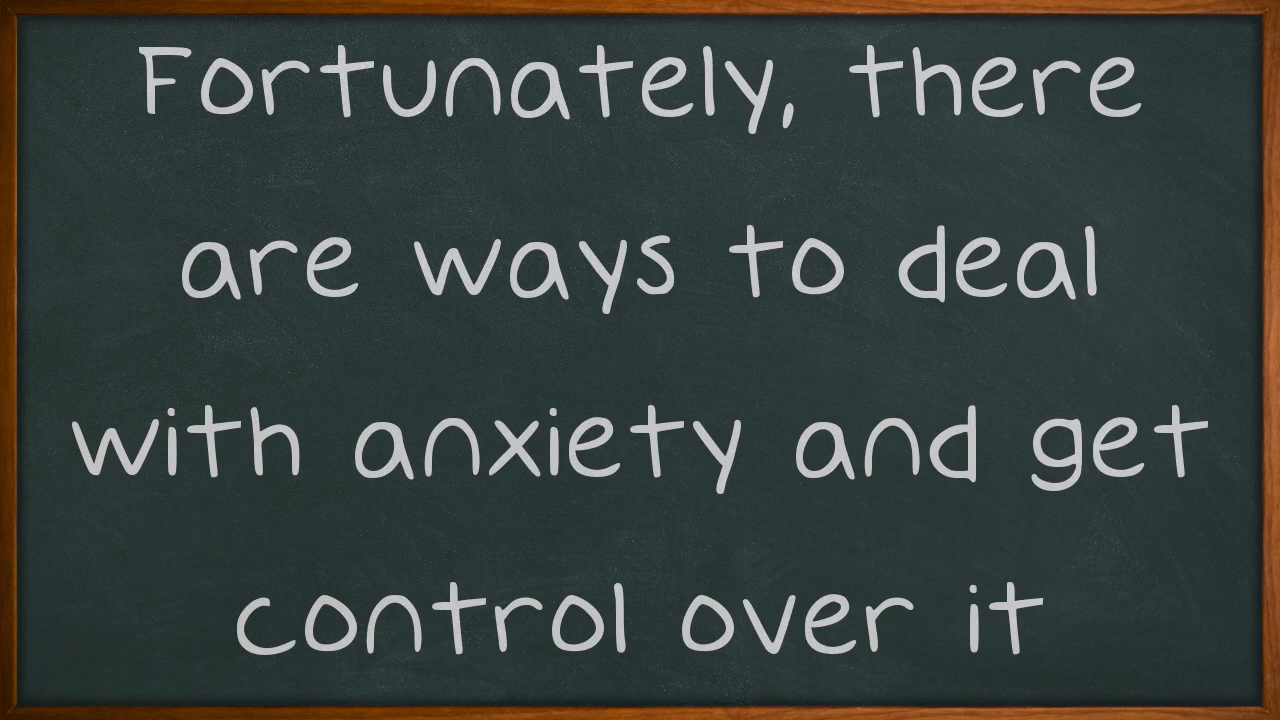 Fortunately, there
are ways to deal
with anxiety and get
control over it